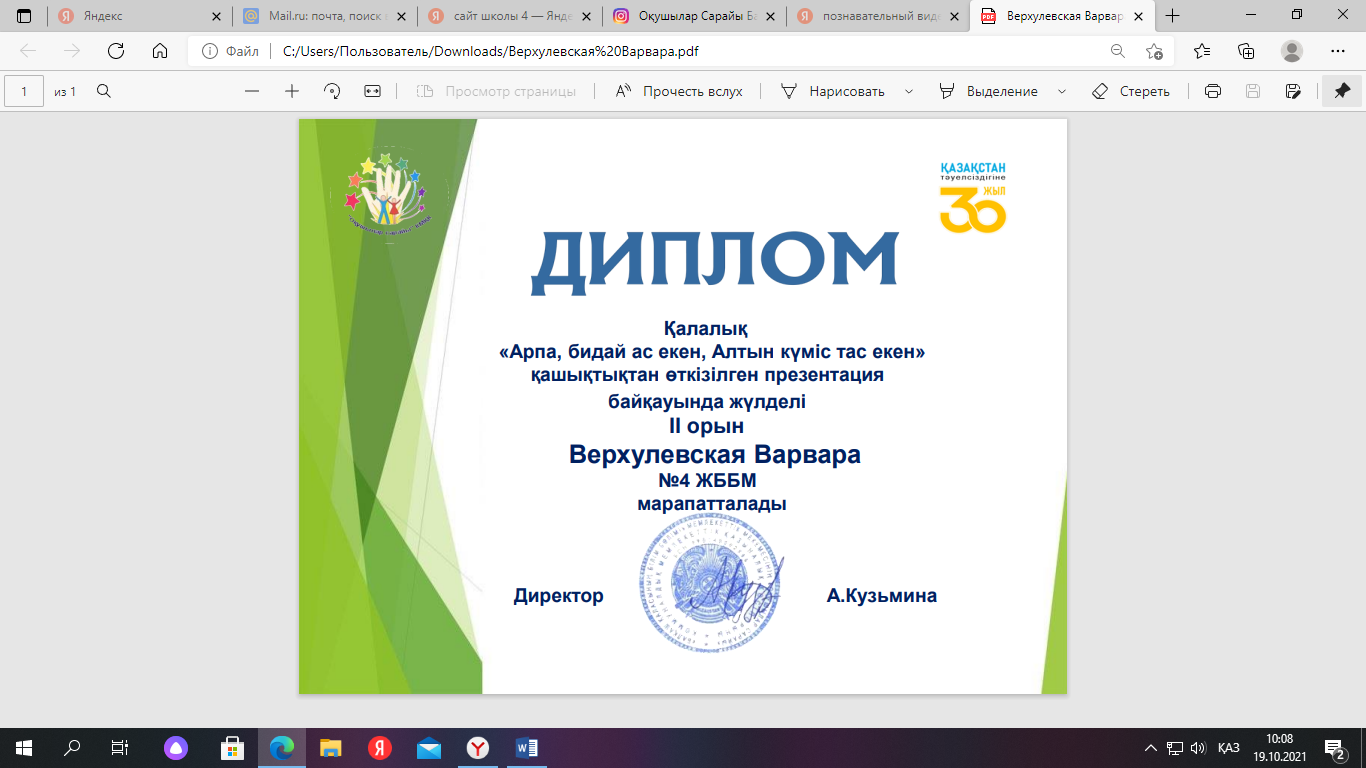 Яндекс
Mail.ru: почта, поиск
сайт школы 4 — Янде
Оқушылар Сарайы Ба
познавательный виде
Верхулевская Варвар
Файл
C:/Users/Пользователь/Downloads/Верхулевская%20Варвара.pdf
1 из 1
Просмотр страницы
Прочесть вслух
Нарисовать
Выделение
Стереть
ҚАЗАҚСТАН
тәуелсіздігіне
ЖЫЛ
30
ДИПЛОМ
Қалалық
«Арпа, бидай ас екен, Алтын күміс тас екен»
қашықтықтан өткізілген презентация
байқауында жүлделі
II орын
Верхулевская Варвара
№4 ЖББМ
марапатталады
Директор
А.Кузьмина
ҚАЗ
10:08
19.10.2021
2